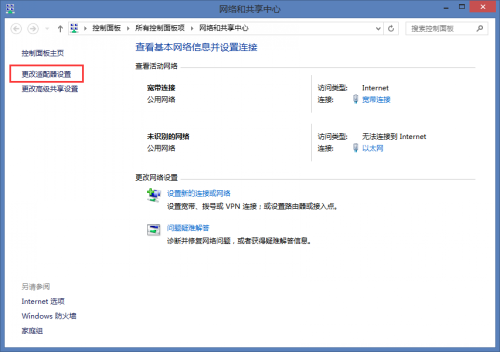 网络和共享中心
控制面板 ▸ 所有控制面板项 ▸ 网络和共享中心
搜索控制面板
控制面板主页
更改适配器设置
更改高级共享设置
查看基本网络信息并设置连接
查看活动网络
宽带连接
公用网络
访问类型: Internet
连接: 宽带连接
未识别的网络
公用网络
访问类型: 无法连接到 Internet
连接: 以太网
更改网络设置
设置新的连接或网络
设置宽带、拨号或 VPN 连接；或设置路由器或接入点。
问题疑难解答
诊断并修复网络问题，或者获得疑难解答信息。
另请参阅
Internet 选项
Windows 防火墙
家庭组